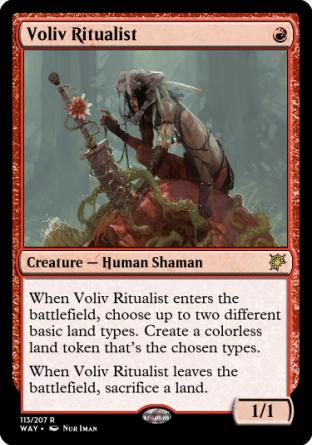 Voliv Ritualist
Creature — Human Shaman
When Voliv Ritualist enters the
battlefield, choose up to two different
basic land types. Create a colorless
land token that's the chosen types.
When Voliv Ritualist leaves the
battlefield, sacrifice a land.
1/1
113/207 R
WAY • Nur Iman